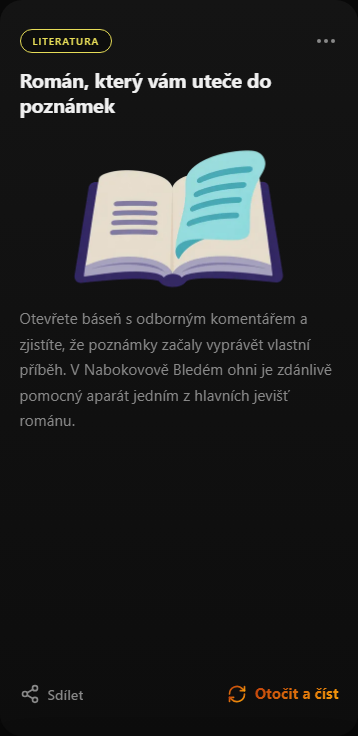 LITERATURA
Román, který vám uteče do
poznámek
Otevřete báseň s odborným komentářem a
zjistíte, že poznámky začaly vyprávět vlastní
příběh. V Nabokovově Bledém ohni je zdánlivě
pomocný aparát jedním z hlavních jevišť
románu.
Sdílet
Otočit a číst